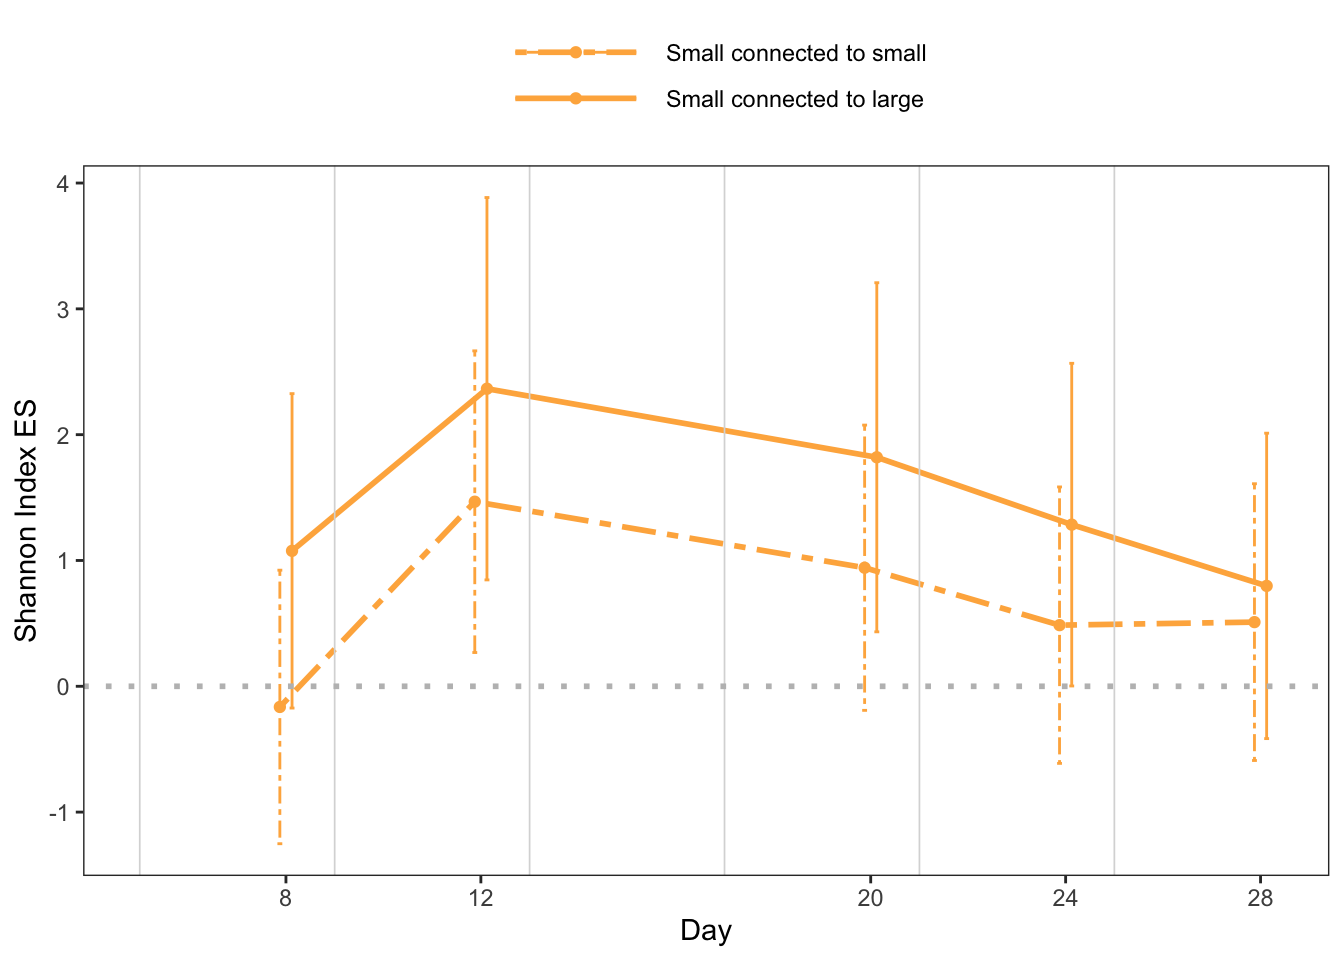 Small connected to small
Small connected to large
Shannon Index ES
4
3
2
1
0
-1
8 12 20 24 28
Day